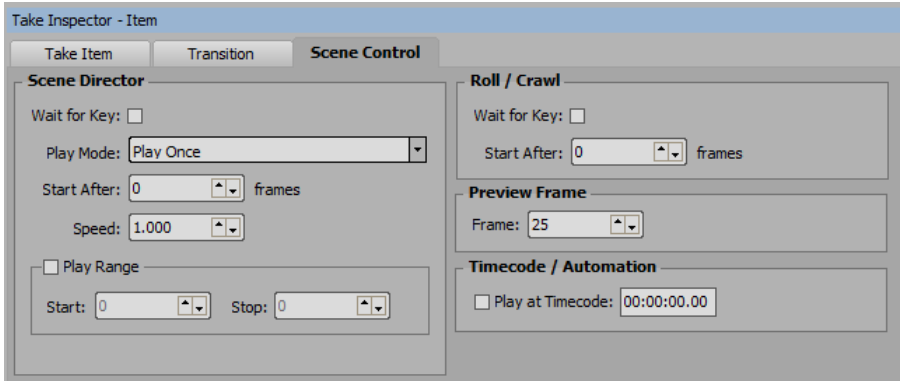 Take Inspector - Item
Take Item Transition Scene Control
Scene Director
Wait for Key:
Play Mode: Play Once
Start After: 0 frames
Speed: 1.000
Play Range
Start: 0 Stop: 0
Roll / Crawl
Wait for Key:
Start After: 0 frames
Preview Frame
Frame: 25
Timecode / Automation
Play at Timecode: 00:00:00.00